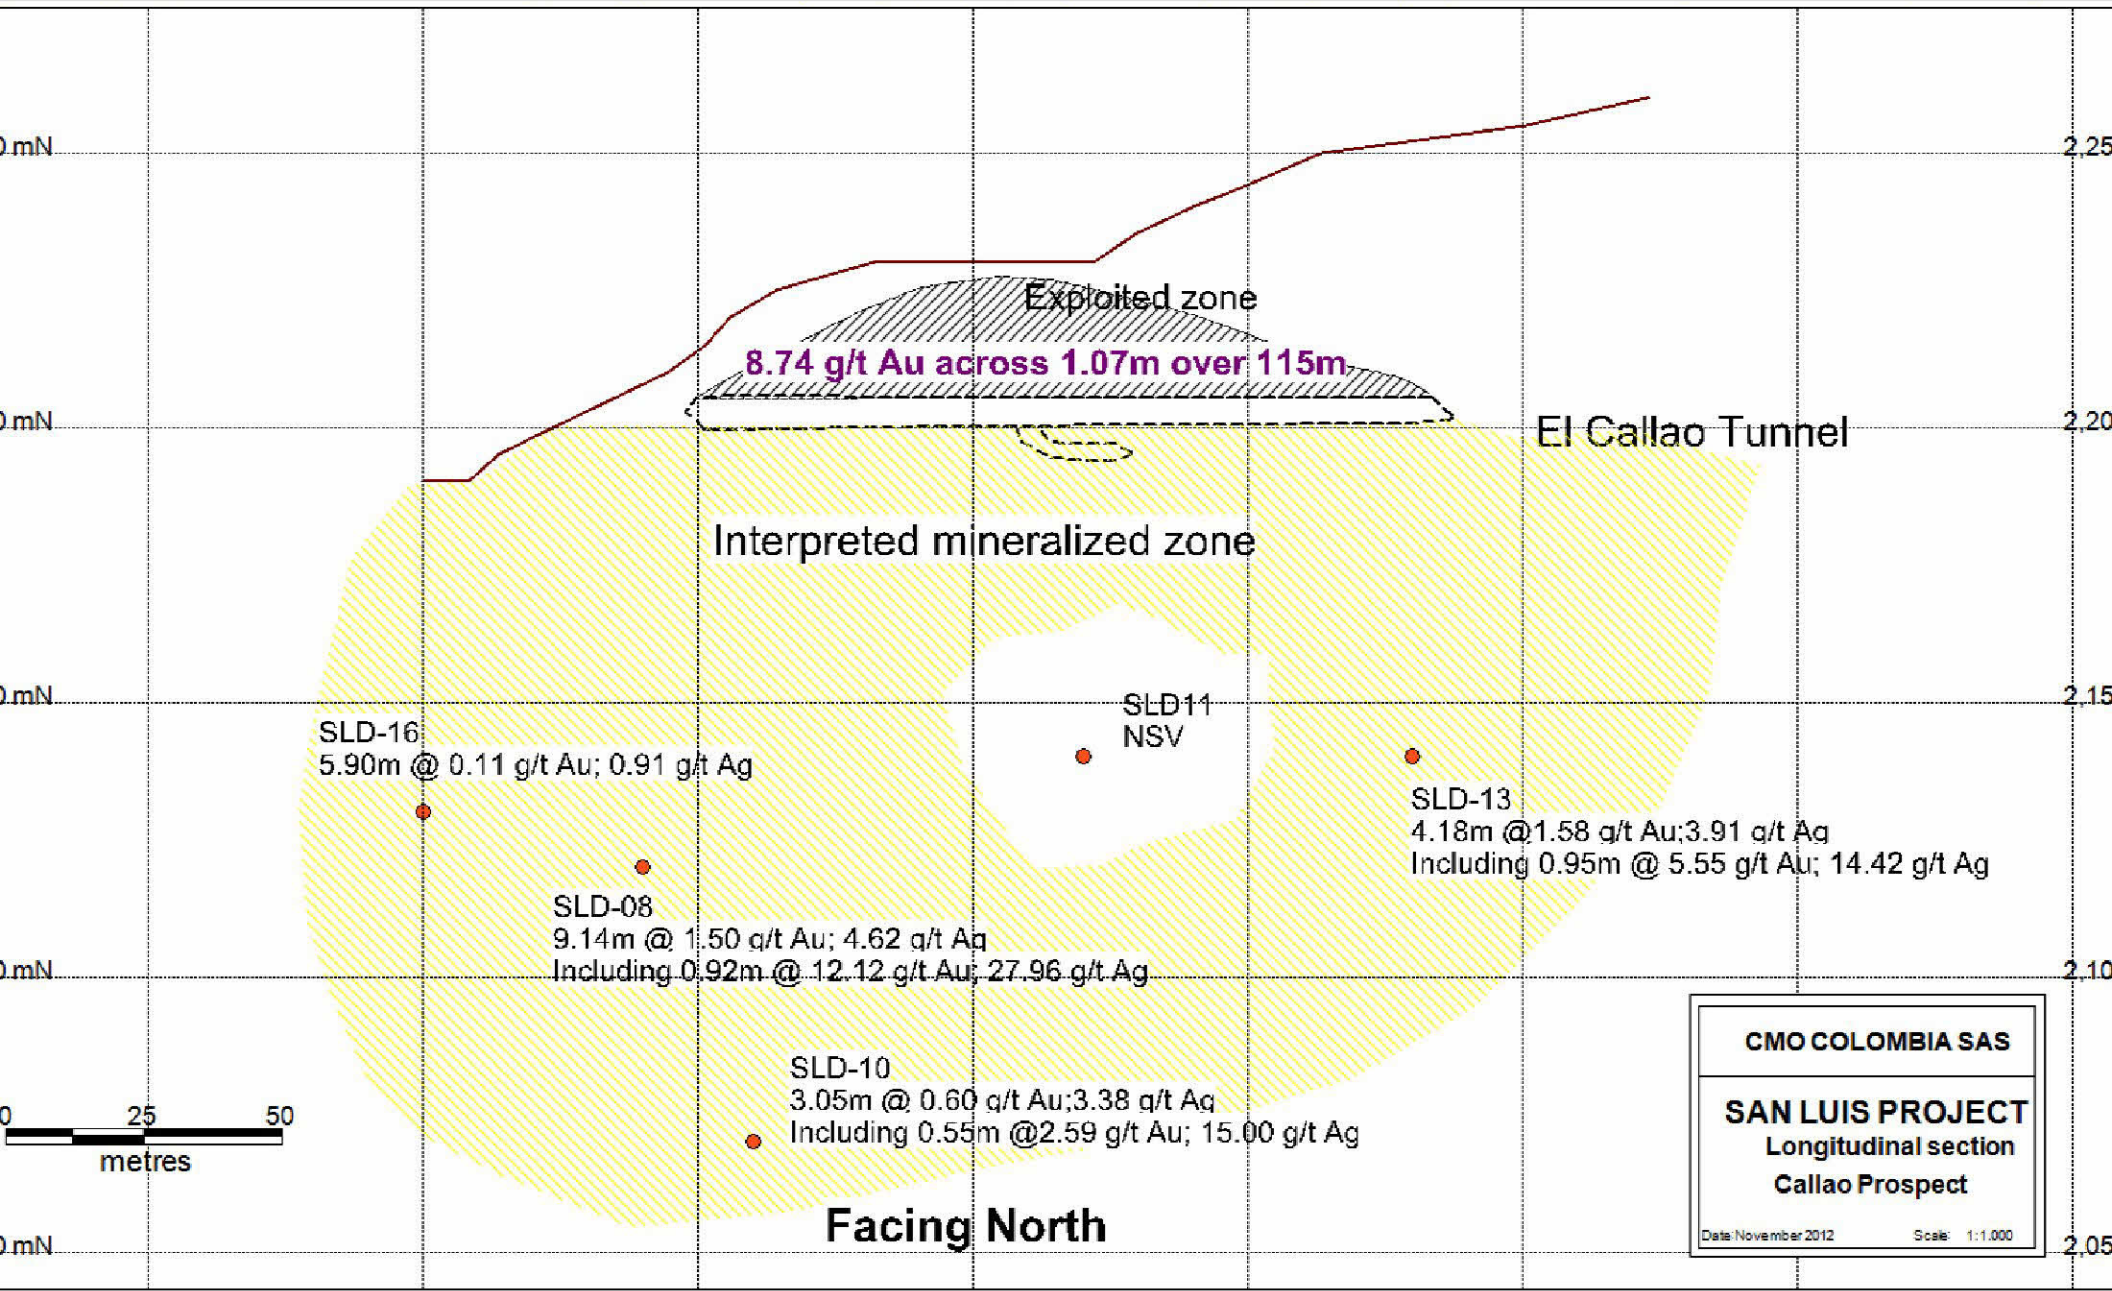 0 mN
2,25
Exploited zone
8.74 g/t Au across 1.07m over 115m
0 mN
2,20
El Callao Tunnel
Interpreted mineralized zone
0 mN
2,15
SLD11
NSV
SLD-16
5.90m @ 0.11 g/t Au; 0.91 g/t Ag
SLD-13
4.18m @1.58 g/t Au;3.91 g/t Ag
Including 0.95m @ 5.55 g/t Au; 14.42 g/t Ag
SLD-08
9.14m @ 1.50 g/t Au; 4.62 g/t Ag
Including 0.92m @ 12.12 g/t Au; 27.96 g/t Ag
0 mN
2,10
SLD-10
3.05m @ 0.60 g/t Au;3.38 g/t Ag
Including 0.55m @2.59 g/t Au; 15.00 g/t Ag
0 25 50
metres
Facing North
0 mN
2,05
CMO COLOMBIA SAS
SAN LUIS PROJECT
Longitudinal section
Callao Prospect
Date:November 2012 Scale: 1:1.000